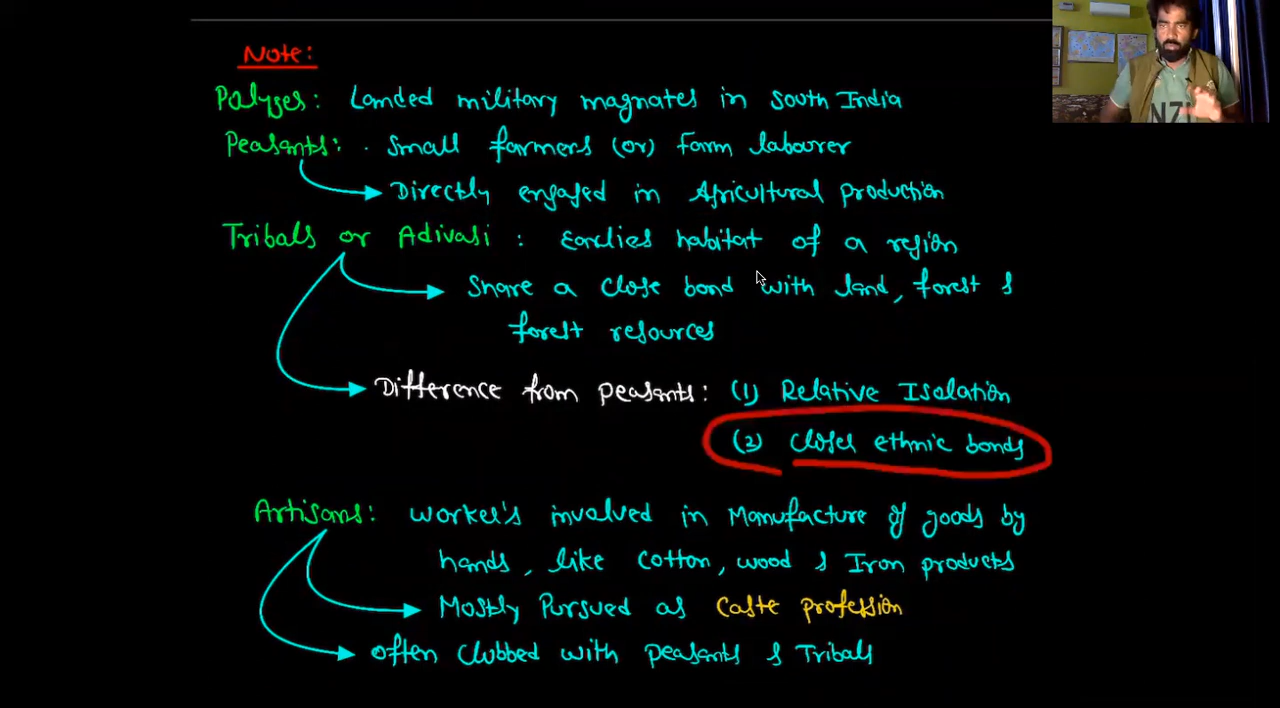 Note:
Palyges: Landed military magnates in South India
Peasants: . Small farmers (or) farm labourer
Directly engaged in Agricultural production
Tribals or Adivasi : Earlies habitat of a region
Share a close bond with land, forest &
forest resources
Difference from peasants: (1) Relative Isolation
(2) Closer ethnic bonds
Artisans: worker's involved in Manufacture of goods by
hands, like cotton, wood & Iron products
Mostly Pursued as Caste profession
often clubbed with peasants & Tribals